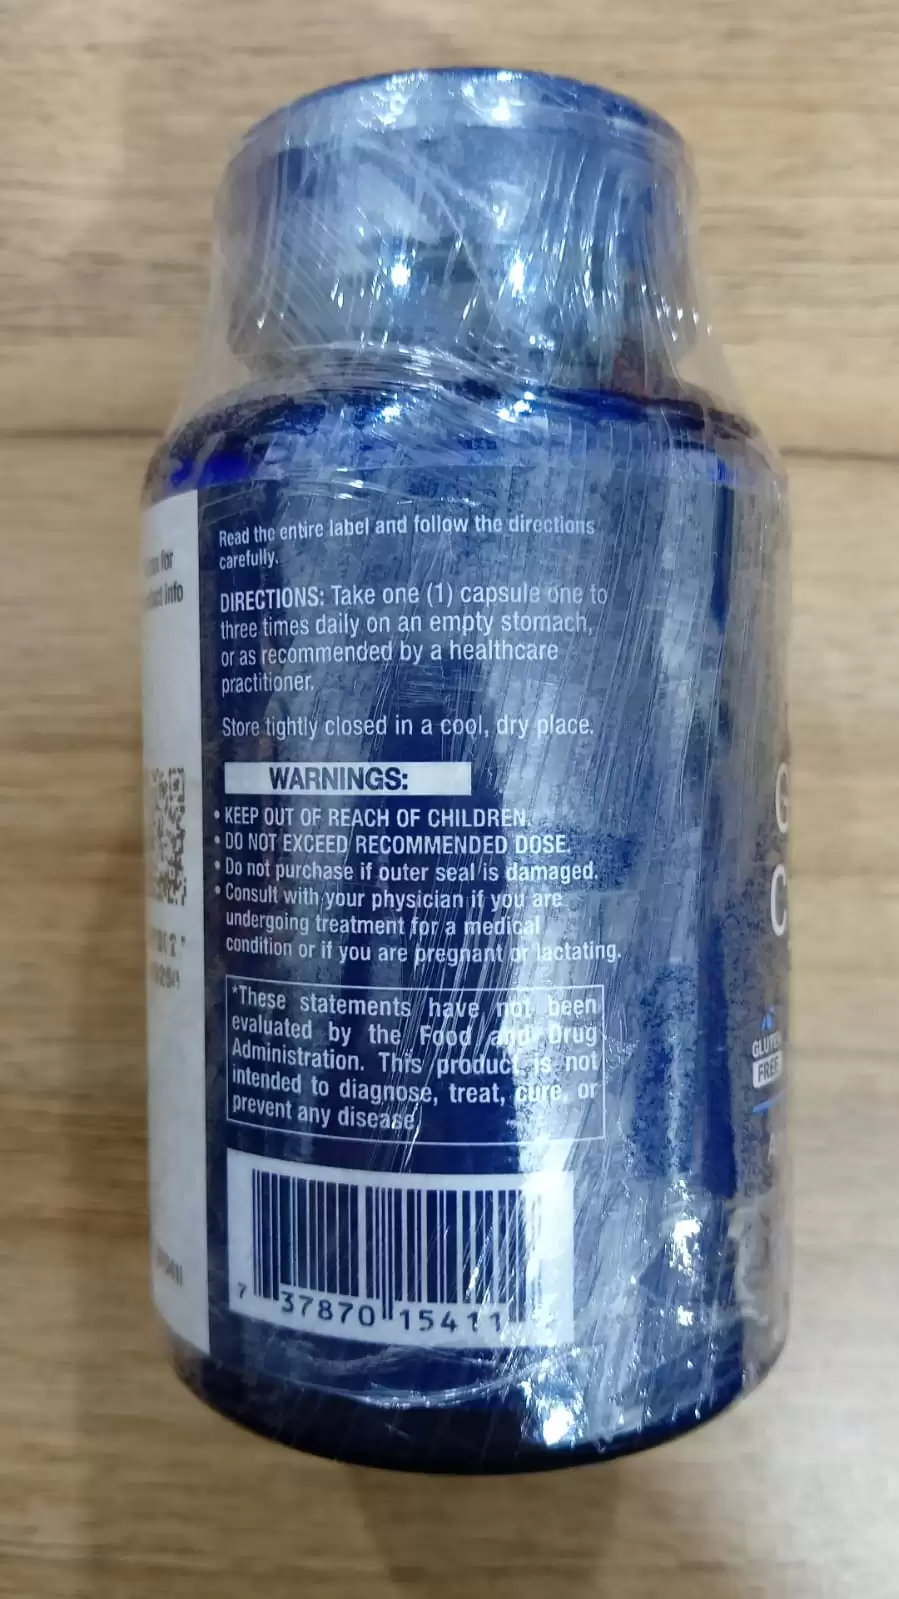 Read the entire label and follow the directions
carefully.
DIRECTIONS: Take one (1) capsule one to
three times daily on an empty stomach,
or as recommended by a healthcare
practitioner.
Store tightly closed in a cool, dry place.
WARNINGS:
• KEEP OUT OF REACH OF CHILDREN.
• DO NOT EXCEED RECOMMENDED DOSE.
• Do not purchase if outer seal is damaged.
• Consult with your physician if you are
undergoing treatment for a medical
condition or if you are pregnant or lactating.
*These statements have not been
evaluated by the Food and Drug
Administration. This product is not
intended to diagnose, treat, cure, or
prevent any disease.
7 37870 15411
for
info
G
C
GLUTEN
FREE